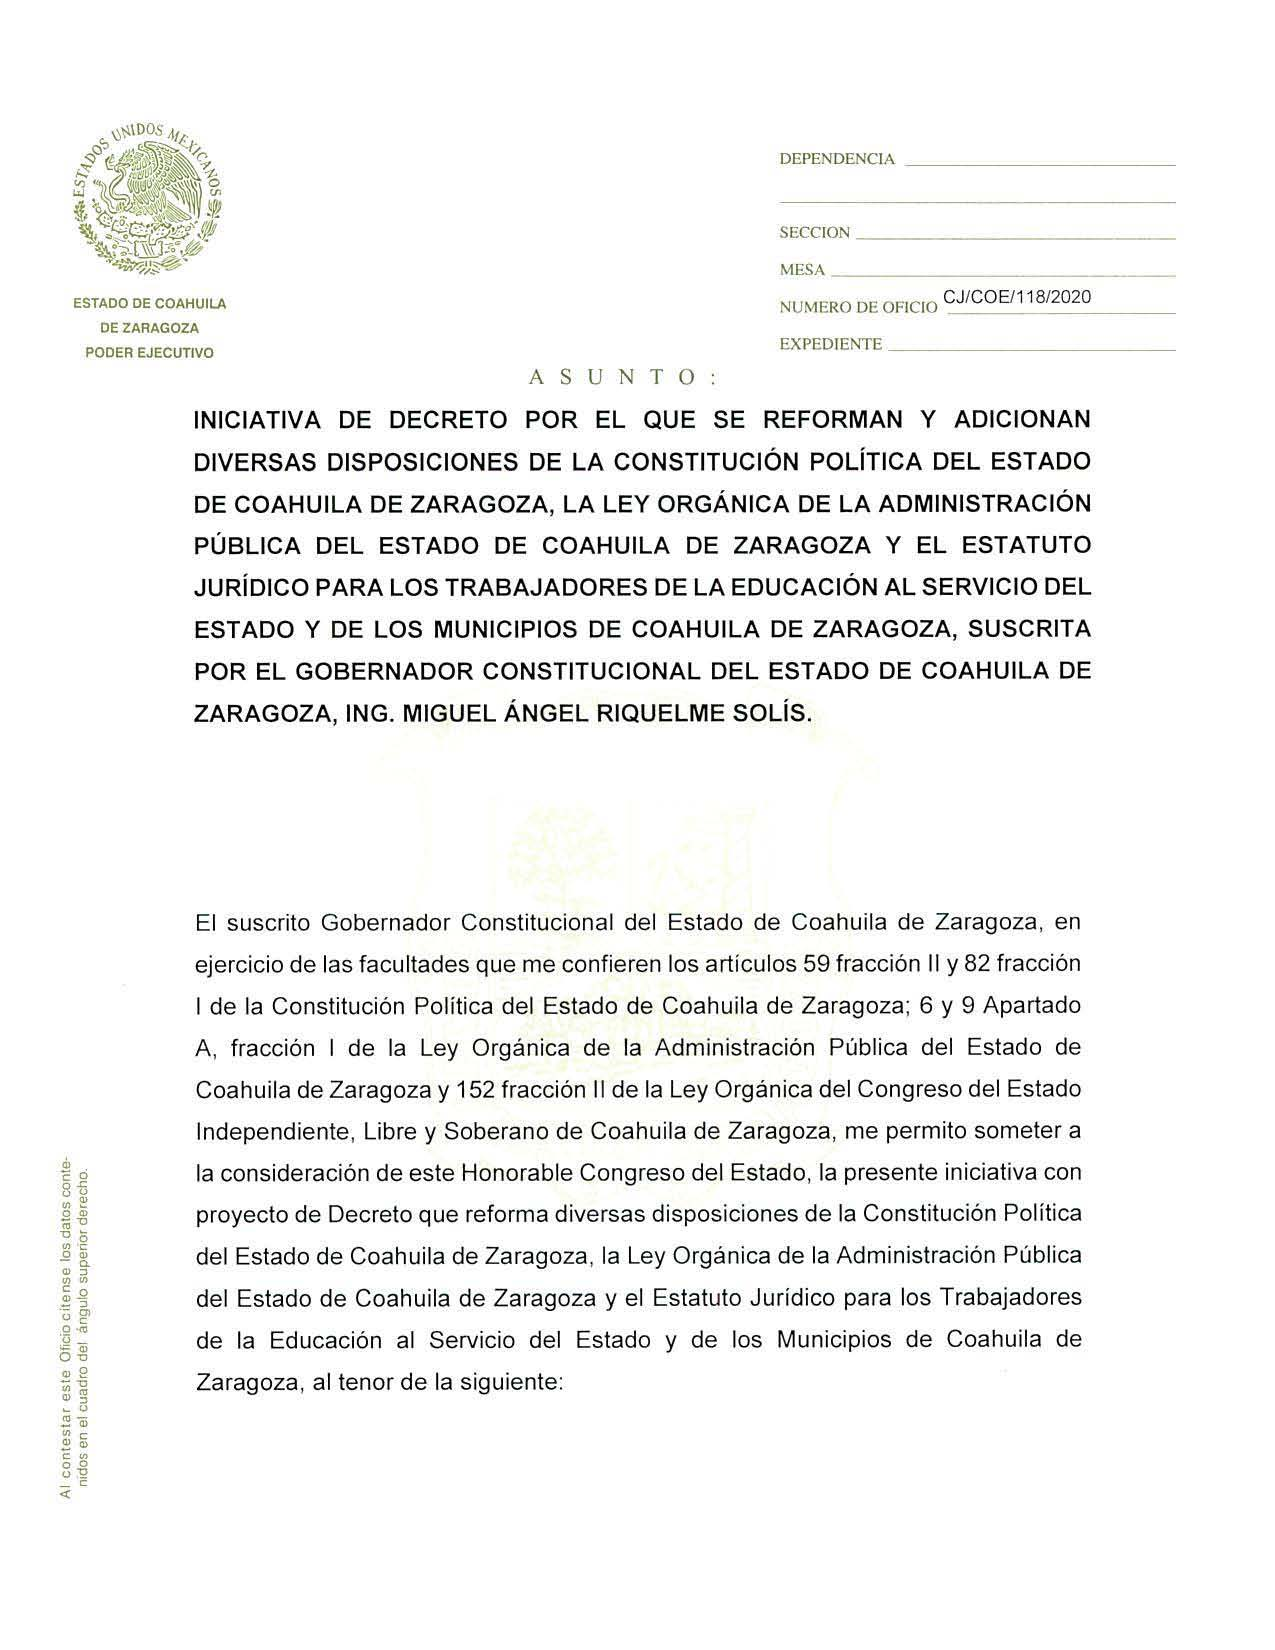 ESTADOS UNIDOS MEXICANOS
ESTADO DE COAHUILA
DE ZARAGOZA
PODER EJECUTIVO
DEPENDENCIA
SECCION
MESA
NUMERO DE OFICIO CJ/COE/118/2020
EXPEDIENTE
A S U N T O :
INICIATIVA DE DECRETO POR EL QUE SE REFORMAN Y ADICIONAN
DIVERSAS DISPOSICIONES DE LA CONSTITUCIÓN POLÍTICA DEL ESTADO
DE COAHUILA DE ZARAGOZA, LA LEY ORGÁNICA DE LA ADMINISTRACIÓN
PÚBLICA DEL ESTADO DE COAHUILA DE ZARAGOZA Y EL ESTATUTO
JURÍDICO PARA LOS TRABAJADORES DE LA EDUCACIÓN AL SERVICIO DEL
ESTADO Y DE LOS MUNICIPIOS DE COAHUILA DE ZARAGOZA, SUSCRITA
POR EL GOBERNADOR CONSTITUCIONAL DEL ESTADO DE COAHUILA DE
ZARAGOZA, ING. MIGUEL ÁNGEL RIQUELME SOLÍS.
El suscrito Gobernador Constitucional del Estado de Coahuila de Zaragoza, en
ejercicio de las facultades que me confieren los artículos 59 fracción II y 82 fracción
I de la Constitución Política del Estado de Coahuila de Zaragoza; 6 y 9 Apartado
A, fracción I de la Ley Orgánica de la Administración Pública del Estado de
Coahuila de Zaragoza y 152 fracción II de la Ley Orgánica del Congreso del Estado
Independiente, Libre y Soberano de Coahuila de Zaragoza, me permito someter a
la consideración de este Honorable Congreso del Estado, la presente iniciativa con
proyecto de Decreto que reforma diversas disposiciones de la Constitución Política
del Estado de Coahuila de Zaragoza, la Ley Orgánica de la Administración Pública
del Estado de Coahuila de Zaragoza y el Estatuto Jurídico para los Trabajadores
de la Educación al Servicio del Estado y de los Municipios de Coahuila de
Zaragoza, al tenor de la siguiente:
Al contestar este Oficio cítense los datos conte-
nidos en el cuadro del ángulo superior derecho.